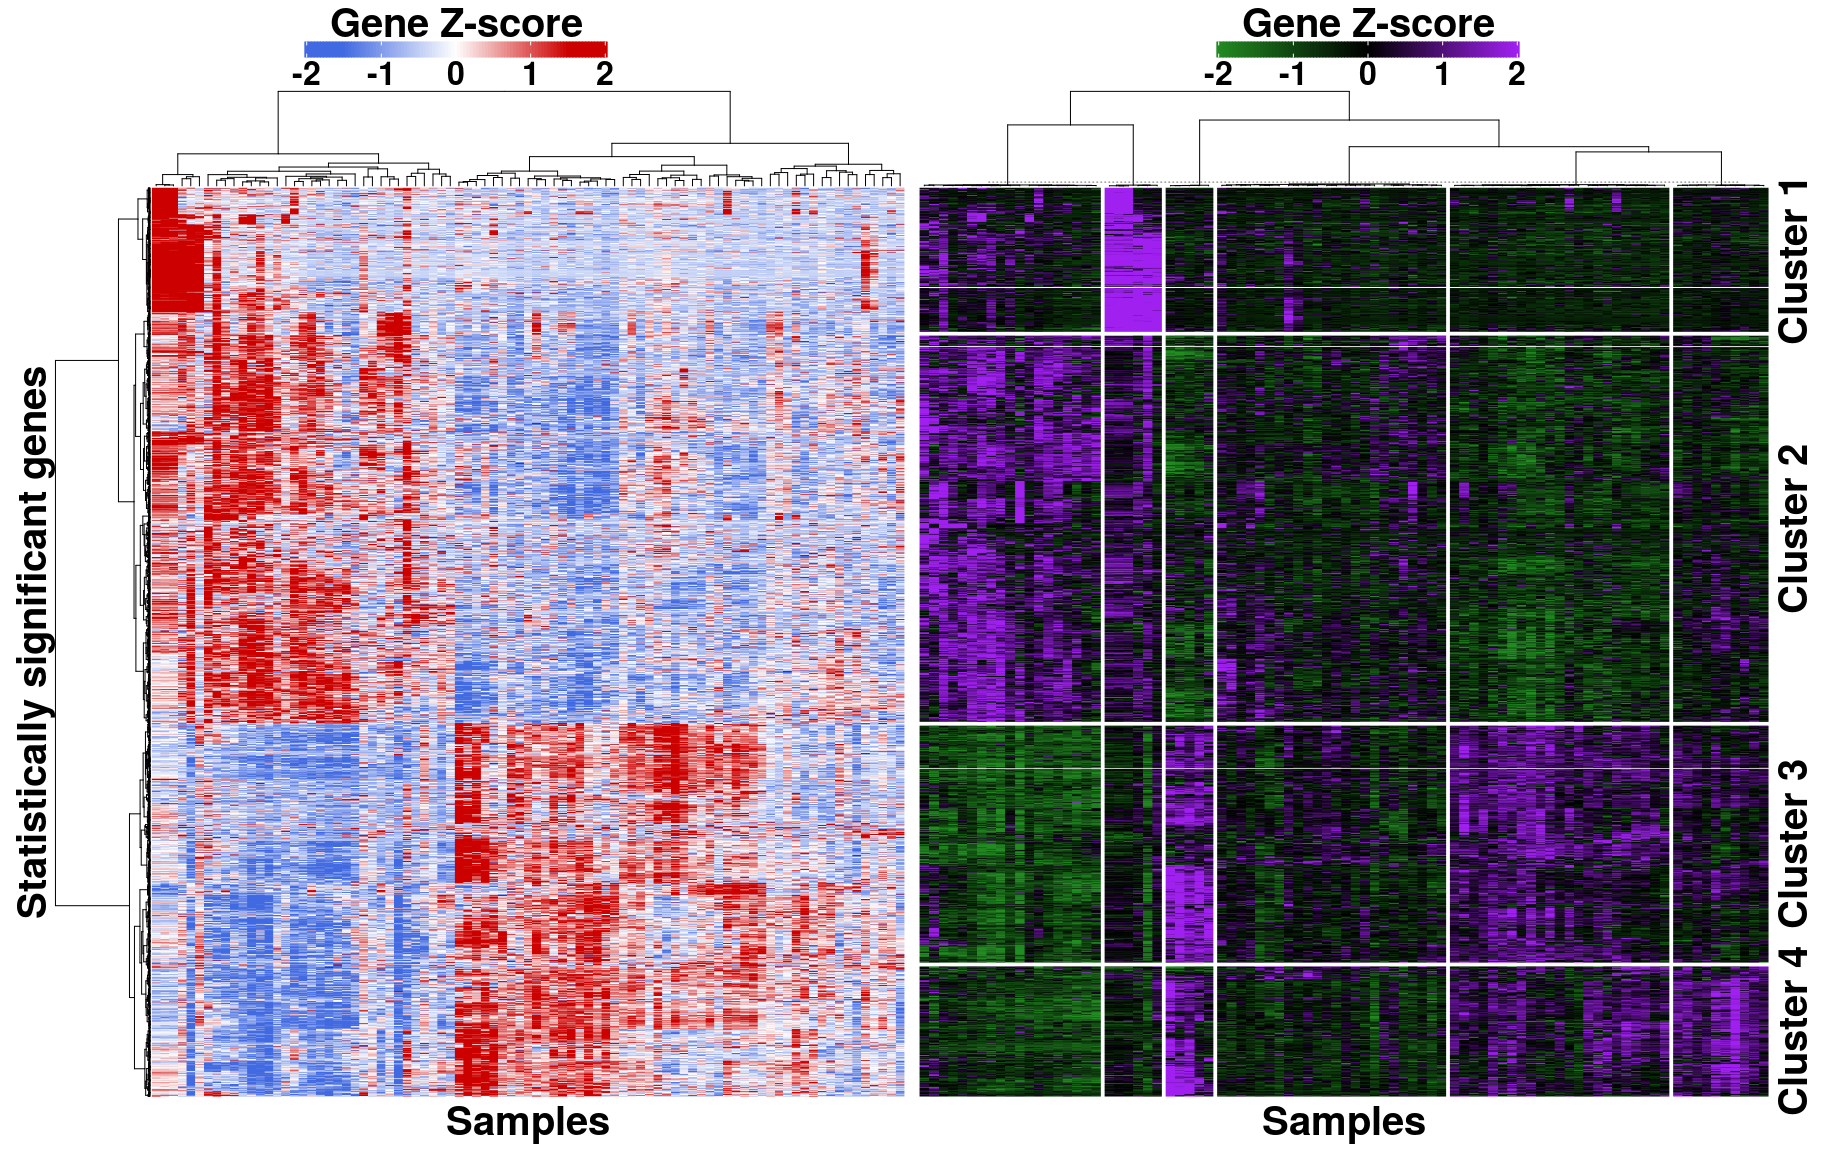 Gene Z-score
-2 -1 0 1 2
Gene Z-score
-2 -1 0 1 2
Statistically significant genes
Cluster 1
Cluster 2
Cluster 3
Cluster 4
Samples
Samples